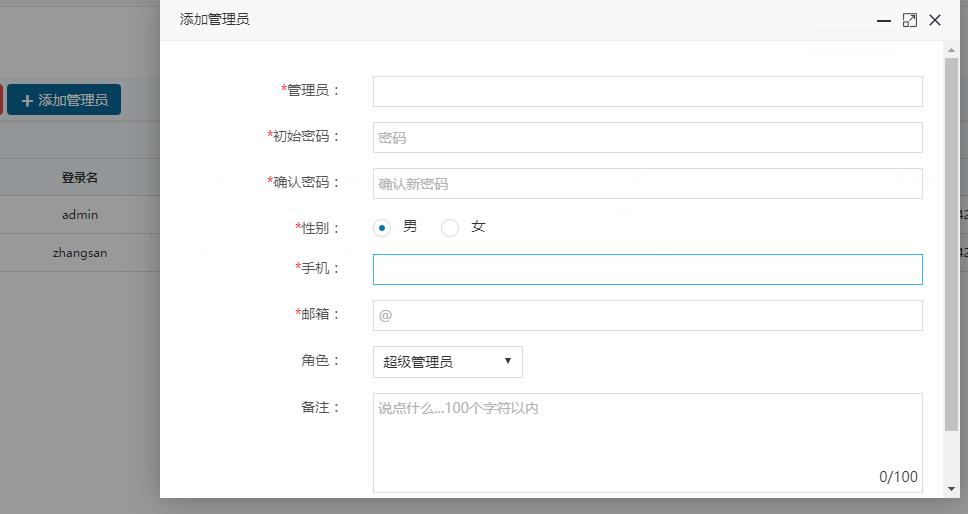 添加管理员
添加管理员
登录名
admin
zhangsan
*管理员：
*初始密码： 密码
*确认密码： 确认新密码
*性别： 男 女
*手机：
*邮箱： @
角色： 超级管理员
备注： 说点什么...100个字符以内
0/100